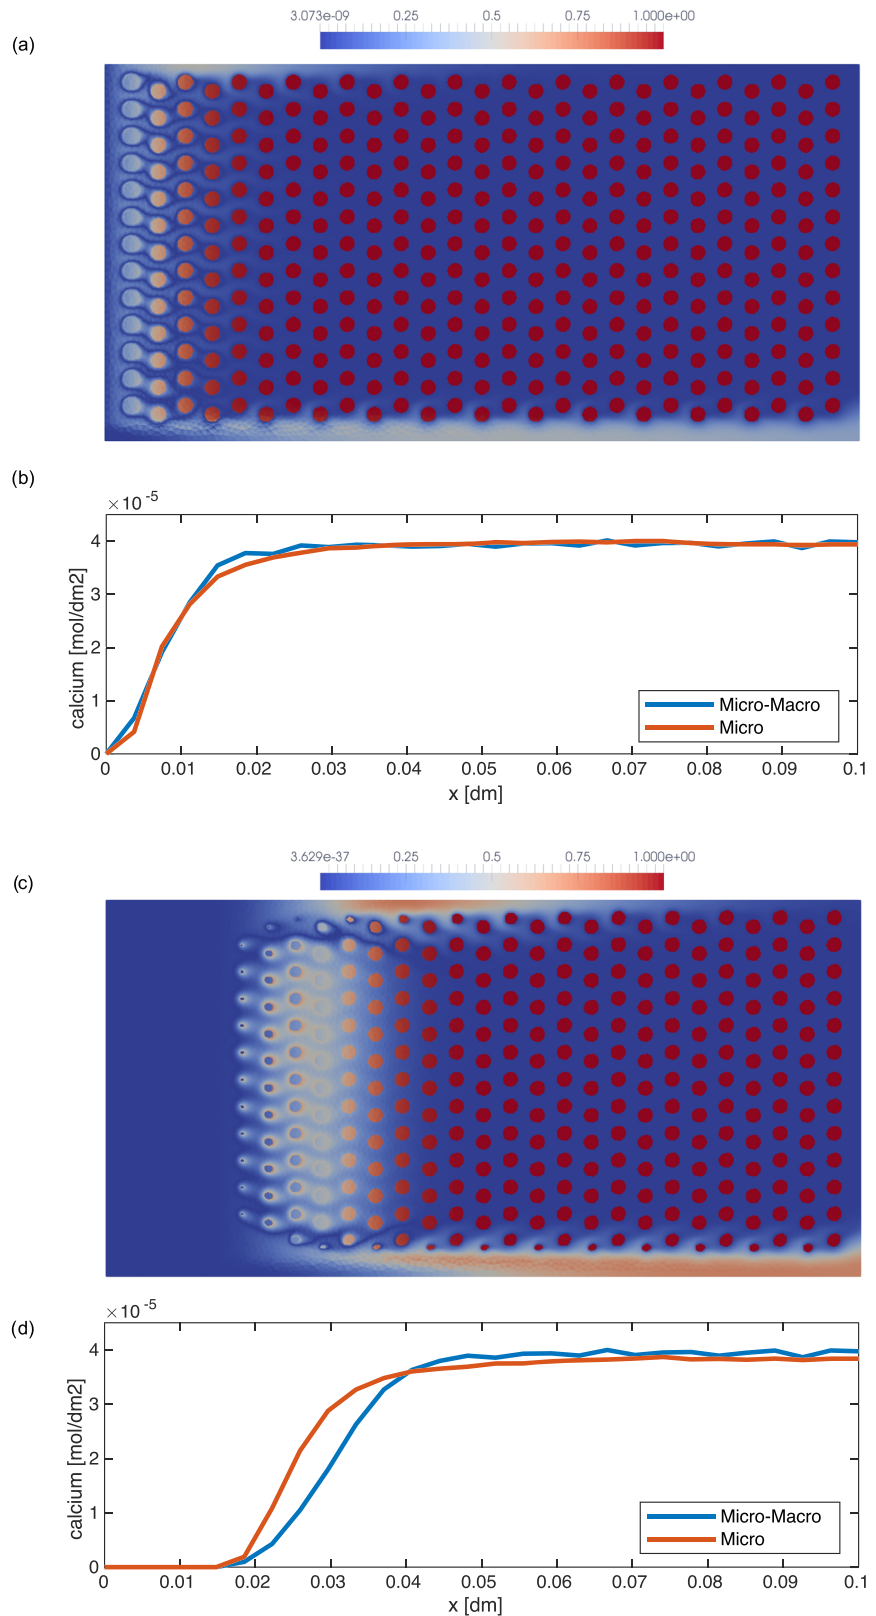 3.073e-09 0.25 0.5 0.75 1.000e+00
(a)
(b)
×10 -5
4
3
2
1
0
calcium [mol/dm2]
Micro-Macro
Micro
0 0.01 0.02 0.03 0.04 0.05 0.06 0.07 0.08 0.09 0.1
x [dm]
3.629e-37 0.25 0.5 0.75 1.000e+00
(c)
×10 -5
(d)
4
3
2
1
0
calcium [mol/dm2]
Micro-Macro
Micro
0 0.01 0.02 0.03 0.04 0.05 0.06 0.07 0.08 0.09 0.1
x [dm]